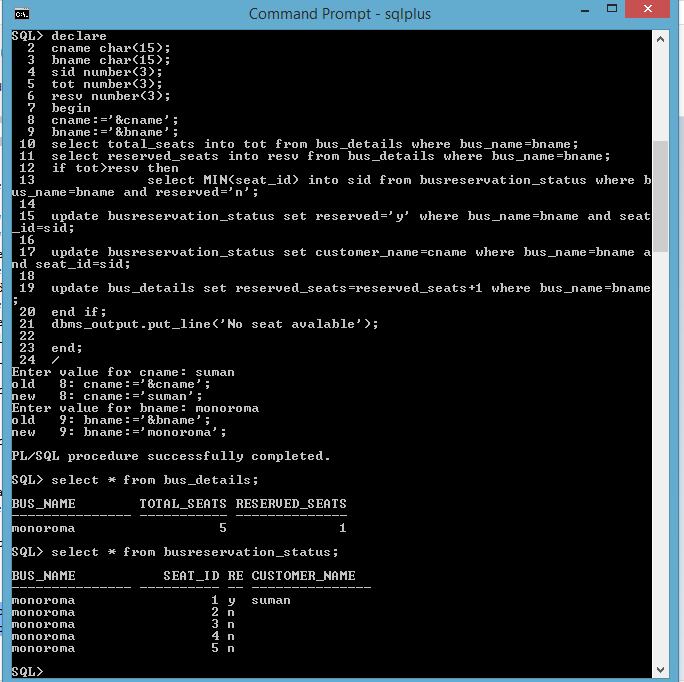 Command Prompt - sqlplus
SQL> declare
  2  cname char(15);
  3  bname char(15);
  4  sid number(3);
  5  tot number(3);
  6  resv number(3);
  7  begin
  8  cname:='&cname';
  9  bname:='&bname';
 10  select total_seats into tot from bus_details where bus_name=bname;
 11  select reserved_seats into resv from bus_details where bus_name=bname;
 12  if tot>resv then
 13              select MIN(seat_id) into sid from busreservation_status where b
us_name=bname and reserved='n';
 14
 15  update busreservation_status set reserved='y' where bus_name=bname and seat
_id=sid;
 16
 17  update busreservation_status set customer_name=cname where bus_name=bname a
nd seat_id=sid;
 18
 19  update bus_details set reserved_seats=reserved_seats+1 where bus_name=bname
;
 20  end if;
 21  dbms_output.put_line('No seat avalable');
 22
 23  end;
 24  /
Enter value for cname: suman
old   8: cname:='&cname';
new   8: cname:='suman';
Enter value for bname: monoroma
old   9: bname:='&bname';
new   9: bname:='monoroma';
PL/SQL procedure successfully completed.
SQL> select * from bus_details;
BUS_NAME        TOTAL_SEATS RESERVED_SEATS
--------------- ----------- --------------
monoroma                  5              1
SQL> select * from busreservation_status;
BUS_NAME           SEAT_ID RE CUSTOMER_NAME
--------------- ---------- -- ---------------
monoroma                 1 y  suman
monoroma                 2 n
monoroma                 3 n
monoroma                 4 n
monoroma                 5 n
SQL>